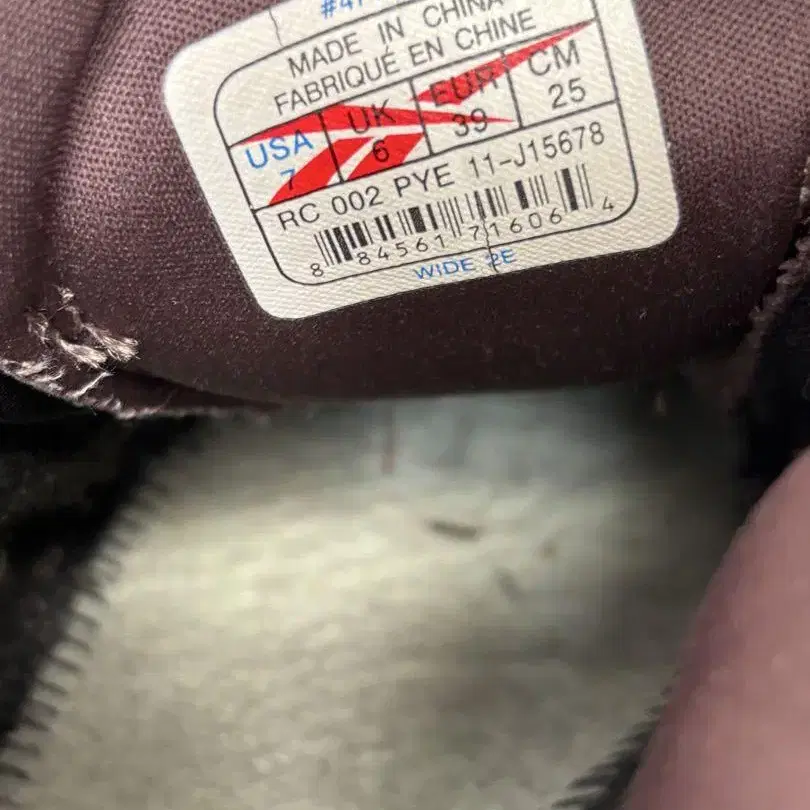 MADE IN CHINA
FABRIQUÉ EN CHINE
USA UK EUR CM
7 6 39 25
RC 002 PYE 11-J15678
8 84561 71606 4
WIDE 2E